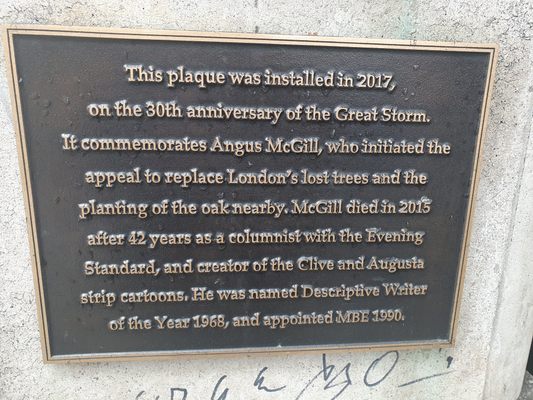 This plaque was installed in 2017,
on the 30th anniversary of the Great Storm.
It commemorates Angus McGill, who initiated the
appeal to replace London's lost trees and the
planting of the oak nearby. McGill died in 2015
after 42 years as a columnist with the Evening
Standard, and creator of the Clive and Augusta
strip cartoons. He was named Descriptive Writer
of the Year 1968, and appointed MBE 1990.